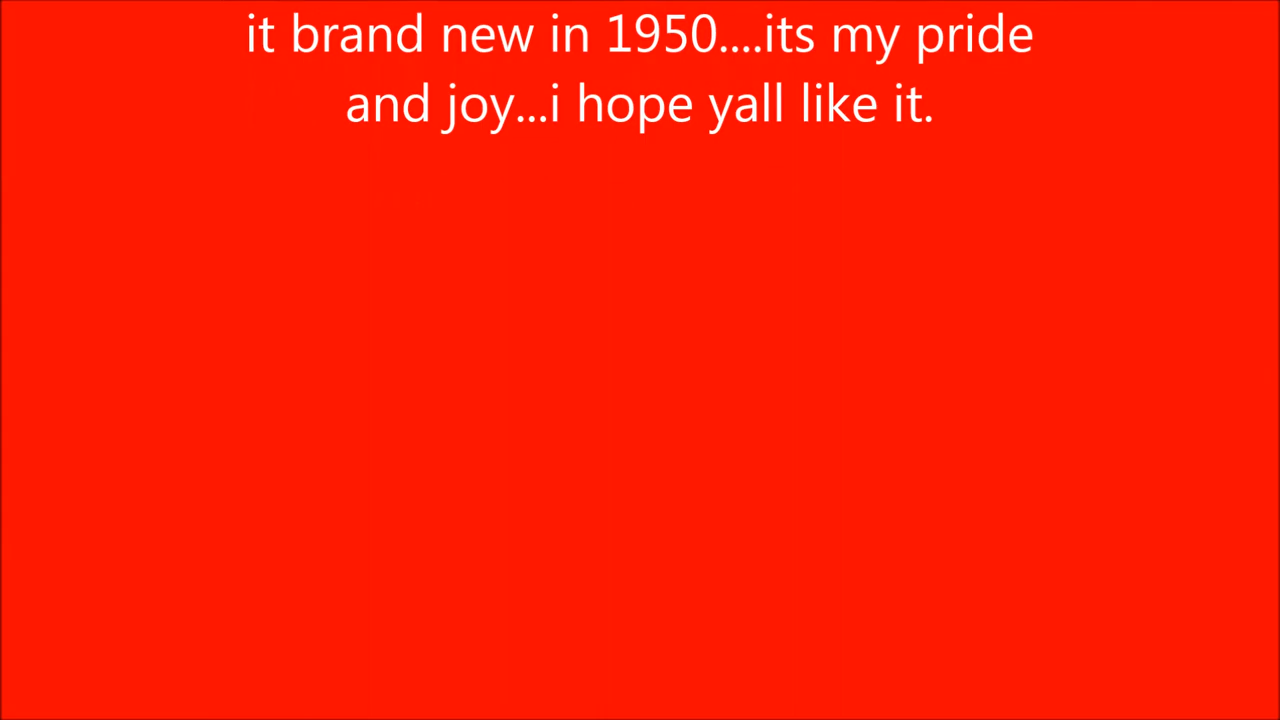 it brand new in 1950....its my pride
and joy...i hope yall like it.